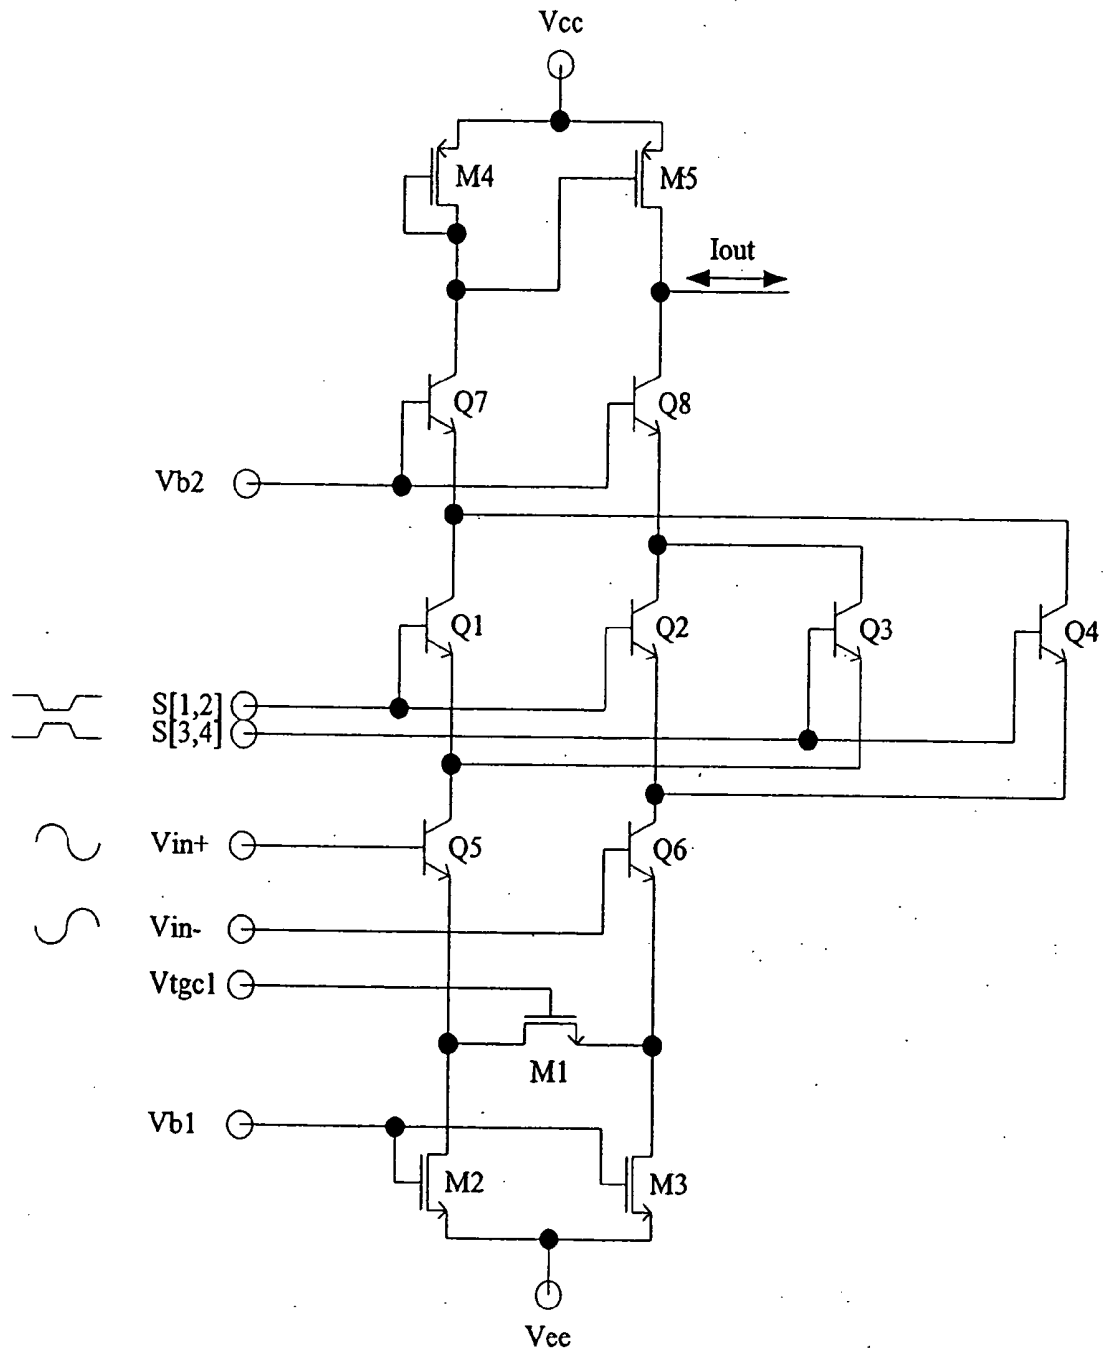 Vcc
M4
M5
Iout
Q7
Q8
Vb2
Q1
Q2
Q3
Q4
S[1,2]
S[3,4]
Vin+
Q5
Q6
Vin-
Vtgc1
M1
Vb1
M2
M3
Vee